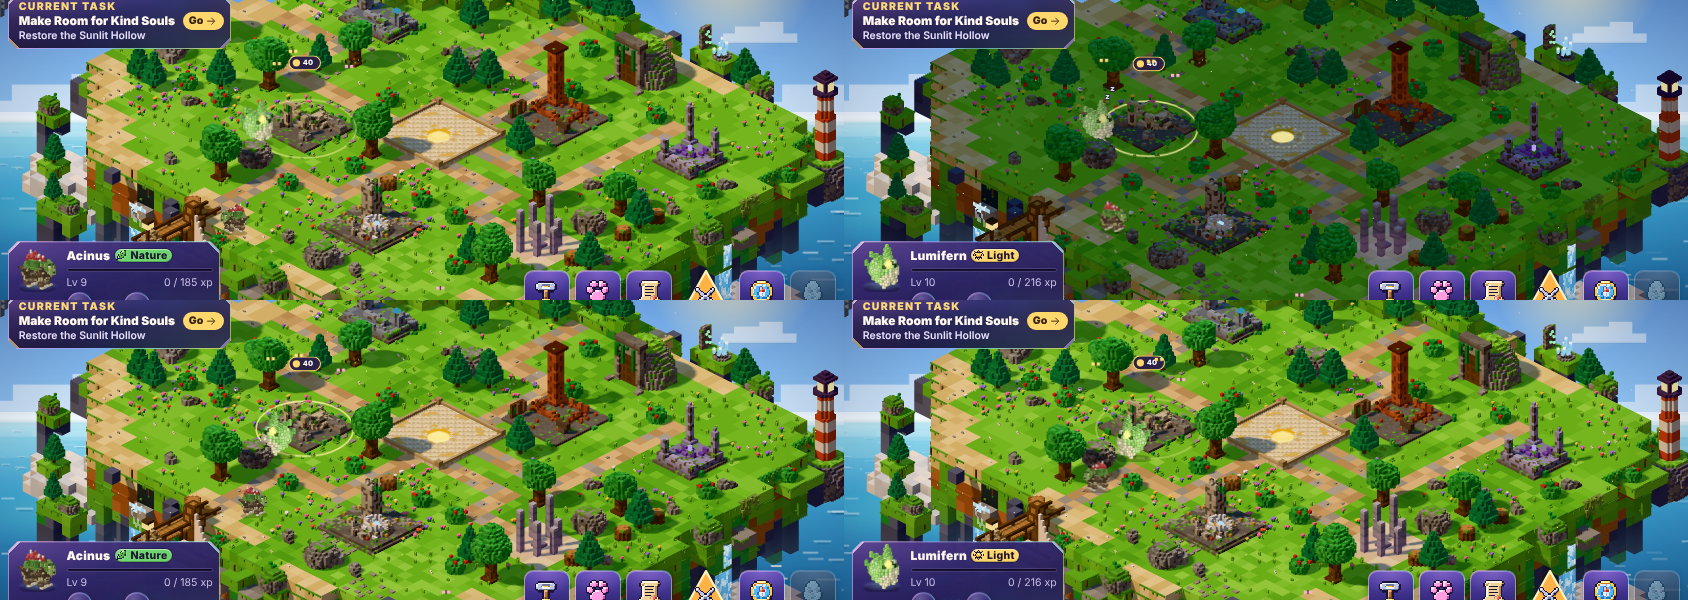 CURRENT TASK
Make Room for Kind Souls
Go →
Restore the Sunlit Hollow
40
Acinus Nature
Lv 9 0 / 185 xp
CURRENT TASK
Make Room for Kind Souls
Go →
Restore the Sunlit Hollow
z
z
Lumifern Light
Lv 10 0 / 216 xp
CURRENT TASK
Make Room for Kind Souls
Go →
Restore the Sunlit Hollow
40
Acinus Nature
Lv 9 0 / 185 xp
CURRENT TASK
Make Room for Kind Souls
Go →
Restore the Sunlit Hollow
40
Lumifern Light
Lv 10 0 / 216 xp